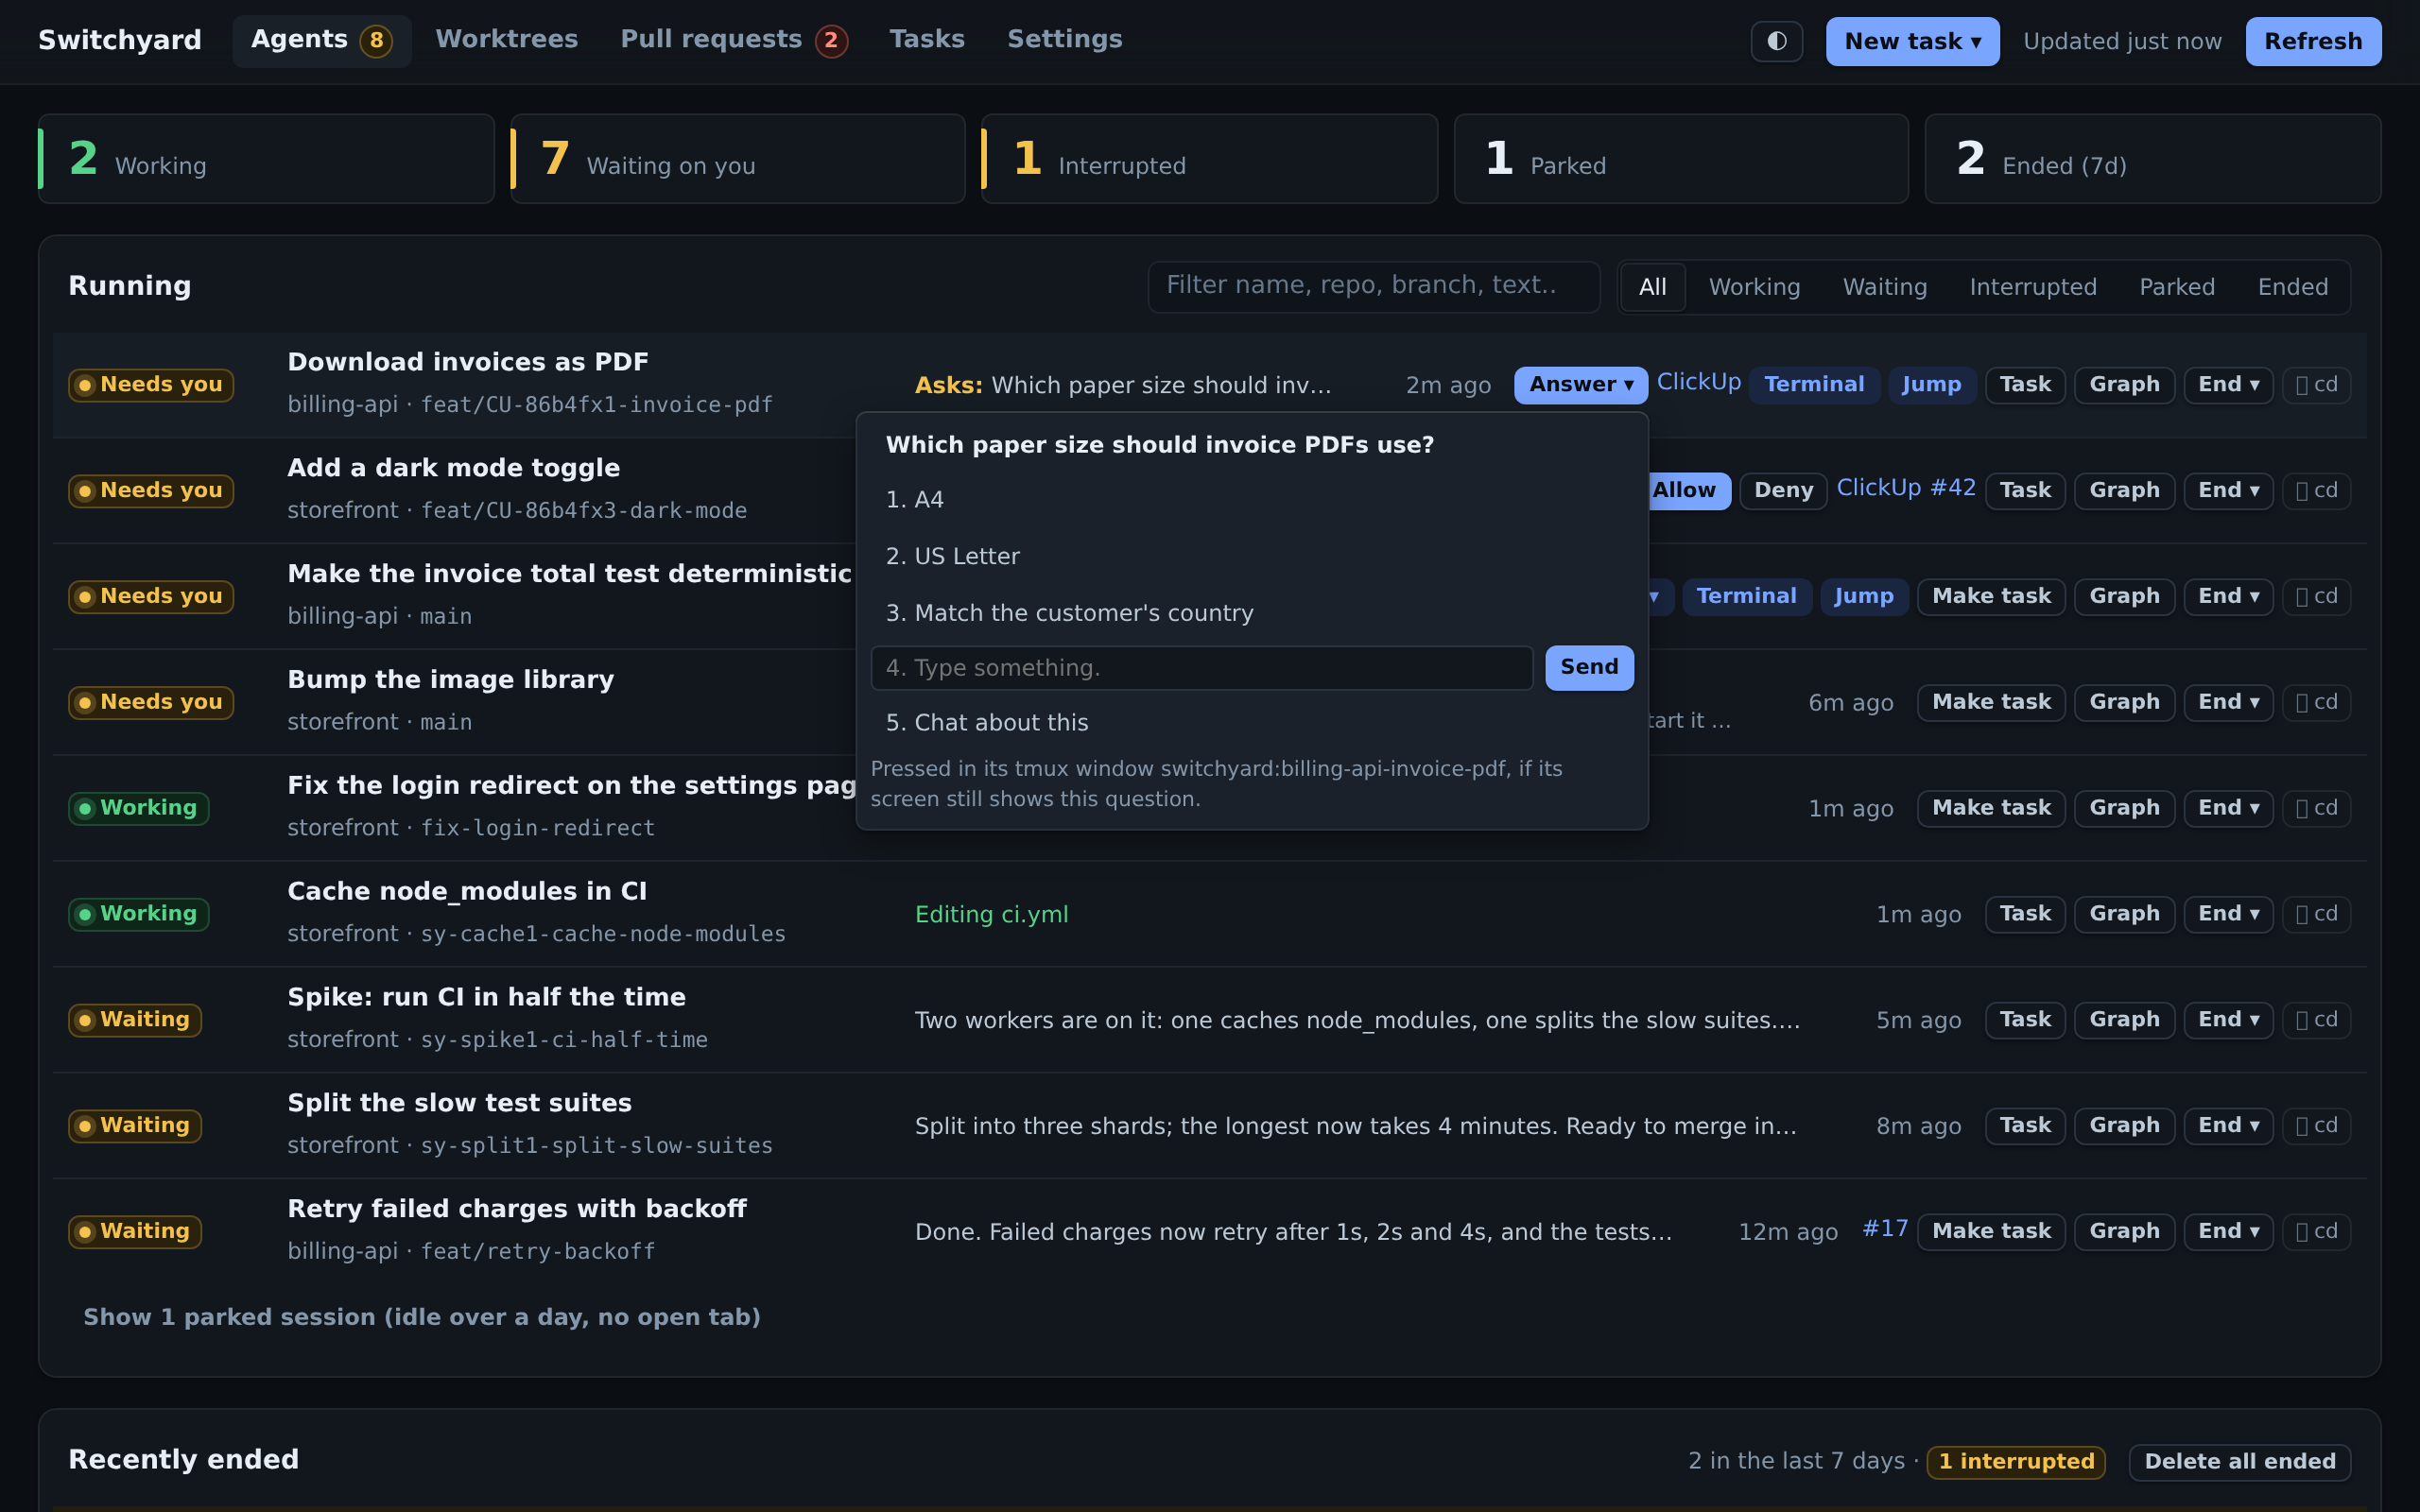 Switchyard Agents 8 Worktrees Pull requests 2 Tasks Settings New task ▾ Updated just now Refresh
2 Working 7 Waiting on you 1 Interrupted 1 Parked 2 Ended (7d)
Running Filter name, repo, branch, text.. All Working Waiting Interrupted Parked Ended
Needs you Download invoices as PDF Asks: Which paper size should inv… 2m ago Answer ▾ ClickUp Terminal Jump Task Graph End ▾ cd
billing-api · feat/CU-86b4fx1-invoice-pdf
Which paper size should invoice PDFs use?
1. A4
2. US Letter
3. Match the customer's country
4. Type something. Send
5. Chat about this
Pressed in its tmux window switchyard:billing-api-invoice-pdf, if its
screen still shows this question.
Needs you Add a dark mode toggle Allow Deny ClickUp #42 Task Graph End ▾ cd
storefront · feat/CU-86b4fx3-dark-mode
Needs you Make the invoice total test deterministic ▾ Terminal Jump Make task Graph End ▾ cd
billing-api · main
Needs you Bump the image library 6m ago Make task Graph End ▾ cd
storefront · main it …
Working Fix the login redirect on the settings 1m ago Make task Graph End ▾ cd
storefront · fix-login-redirect
Working Cache node_modules in CI Editing ci.yml 1m ago Task Graph End ▾ cd
storefront · sy-cache1-cache-node-modules
Waiting Spike: run CI in half the time Two workers are on it: one caches node_modules, one splits the slow suites.… 5m ago Task Graph End ▾ cd
storefront · sy-spike1-ci-half-time
Waiting Split the slow test suites Split into three shards; the longest now takes 4 minutes. Ready to merge in… 8m ago Task Graph End ▾ cd
storefront · sy-split1-split-slow-suites
Waiting Retry failed charges with backoff Done. Failed charges now retry after 1s, 2s and 4s, and the tests… 12m ago #17 Make task Graph End ▾ cd
billing-api · feat/retry-backoff
Show 1 parked session (idle over a day, no open tab)
Recently ended 2 in the last 7 days · 1 interrupted Delete all ended